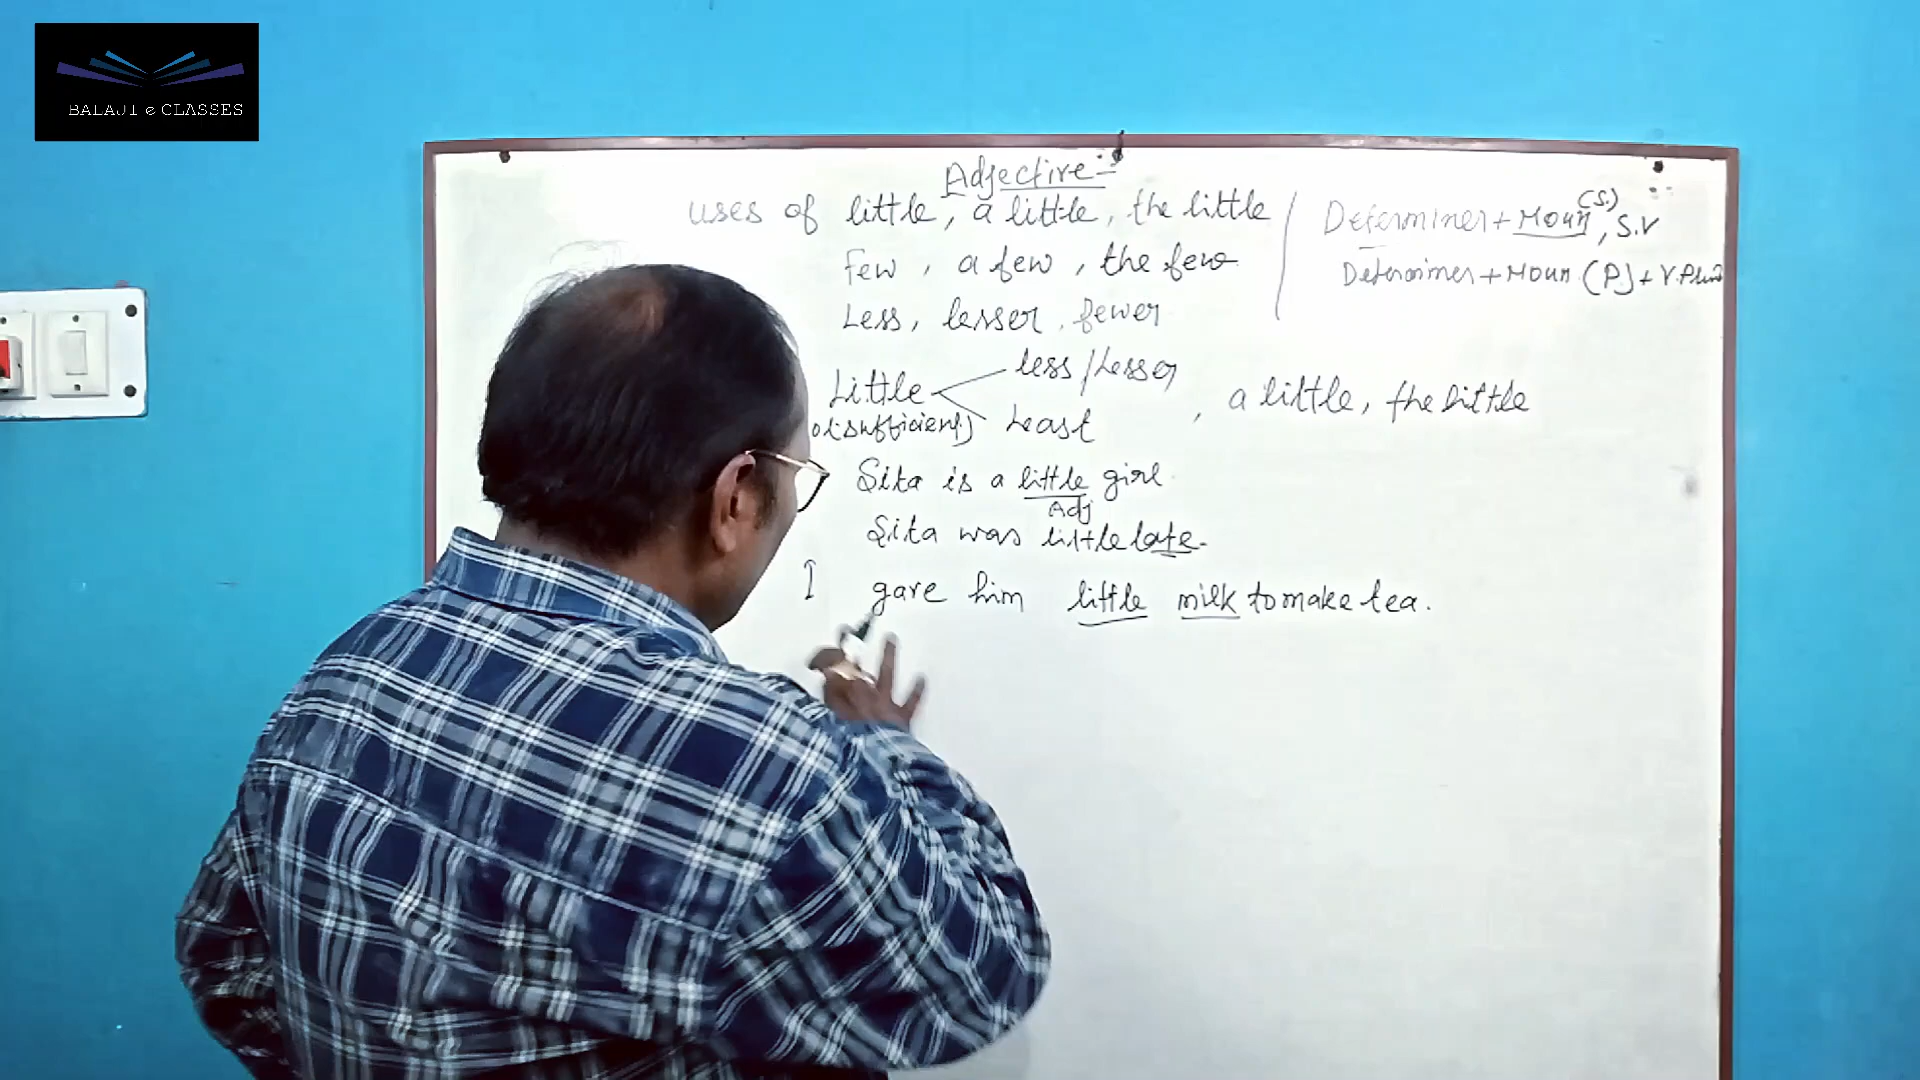 BALAJI e CLASSES
Adjective:-
uses of little, a little, the little
Few, a few, the few
Less, lesser, fewer
Determiner + Noun (S.), S.V
Determiner + Noun (P) + V.
Little
less / Lesser
Least
, a little, the little
Sita is a little girl.
Adj
Sita was little late.
I gave him little milk to make tea.